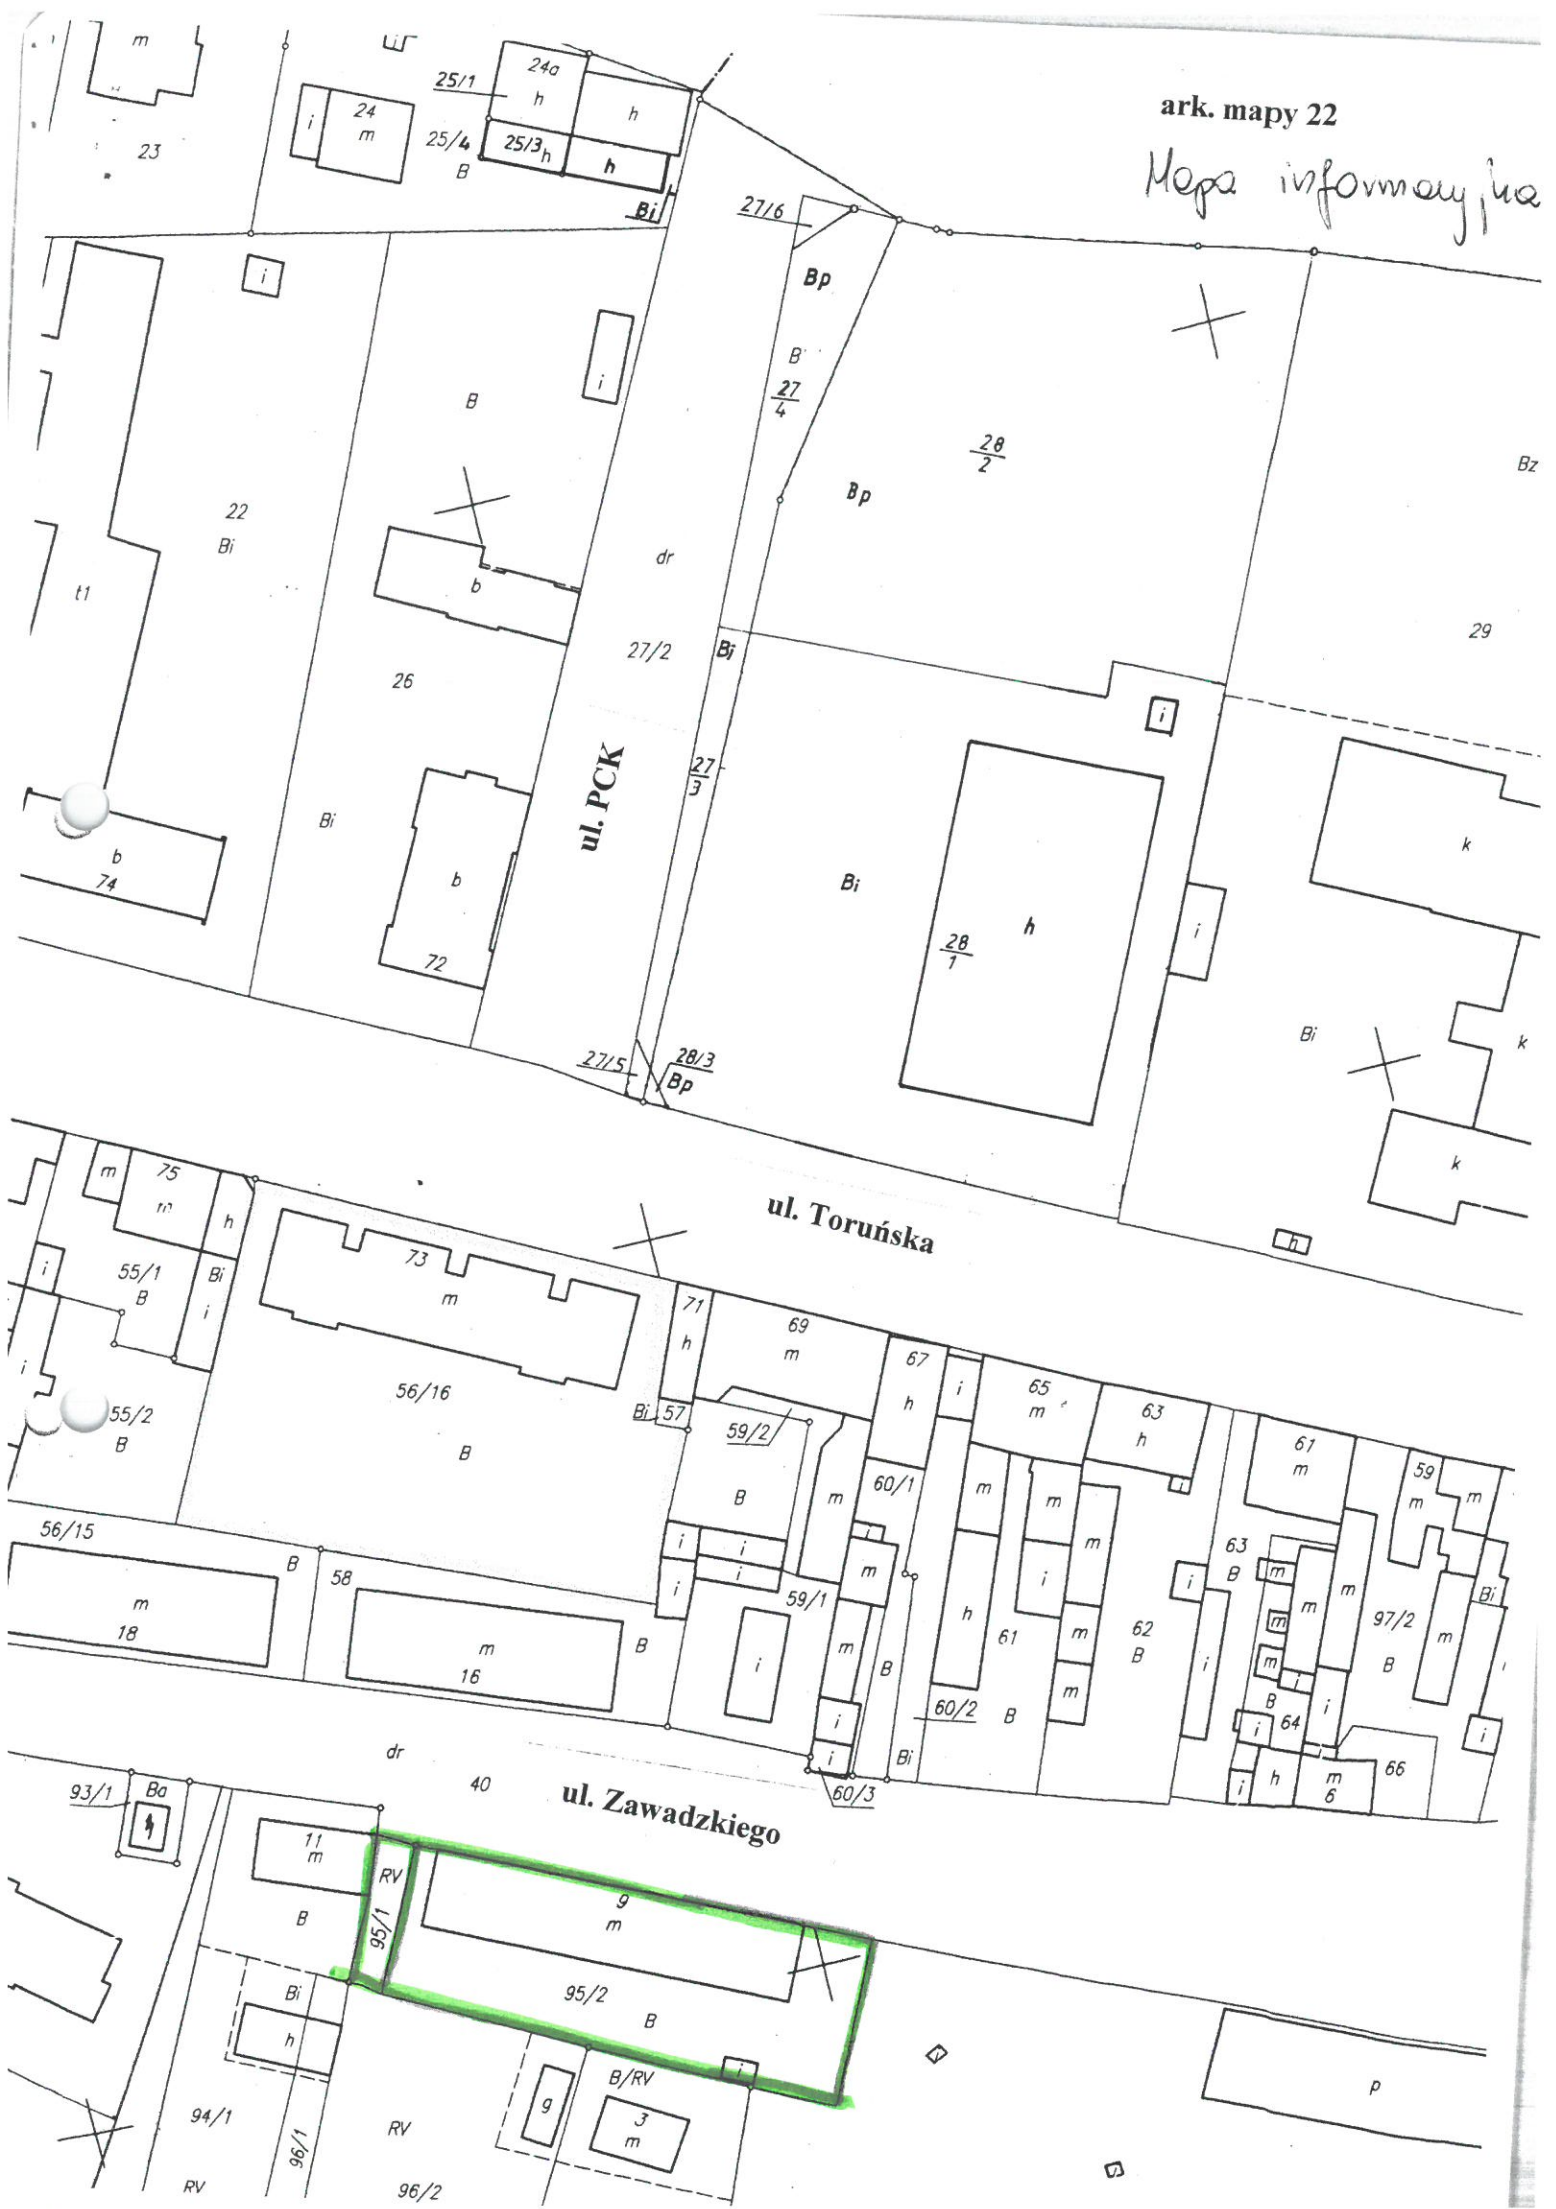 ark. mapy 22
Mapa informacyjna
m
i
24
m
i
23
25/1
24a
h
h
25/4
B
25/3
h
h
Bi
27/6
Bp
B
27
4
28
2
Bp
Bz
29
i
B
i
22
Bi
t1
b
dr
27/2
Bi
26
ul. PCK
27
3
i
k
Bi
b
74
b
72
Bi
h
28
1
i
Bi
k
k
27/5
28/3
Bp
ul. Toruńska
m
75
m
h
i
55/1
B
Bi
i
73
m
71
h
69
m
67
h
i
65
m
63
h
61
m
59
m
m
i
55/2
B
56/16
B
Bi
57
59/2
B
m
60/1
m
m
m
i
63
B
i
i
i
i
i
i
m
59/1
h
i
61
m
62
B
i
m
m
m
m
m
97/2
B
m
Bi
56/15
B
58
m
18
m
16
B
i
m
B
60/2
B
m
i
B
64
i
i
i
i
i
i
Bi
60/3
i
h
m
6
66
i
dr
40
ul. Zawadzkiego
93/1
Ba
11
m
B
RV
95/1
9
m
95/2
B
i
Bi
h
B/RV
g
3
m
p
94/1
RV
96/1
RV
96/2